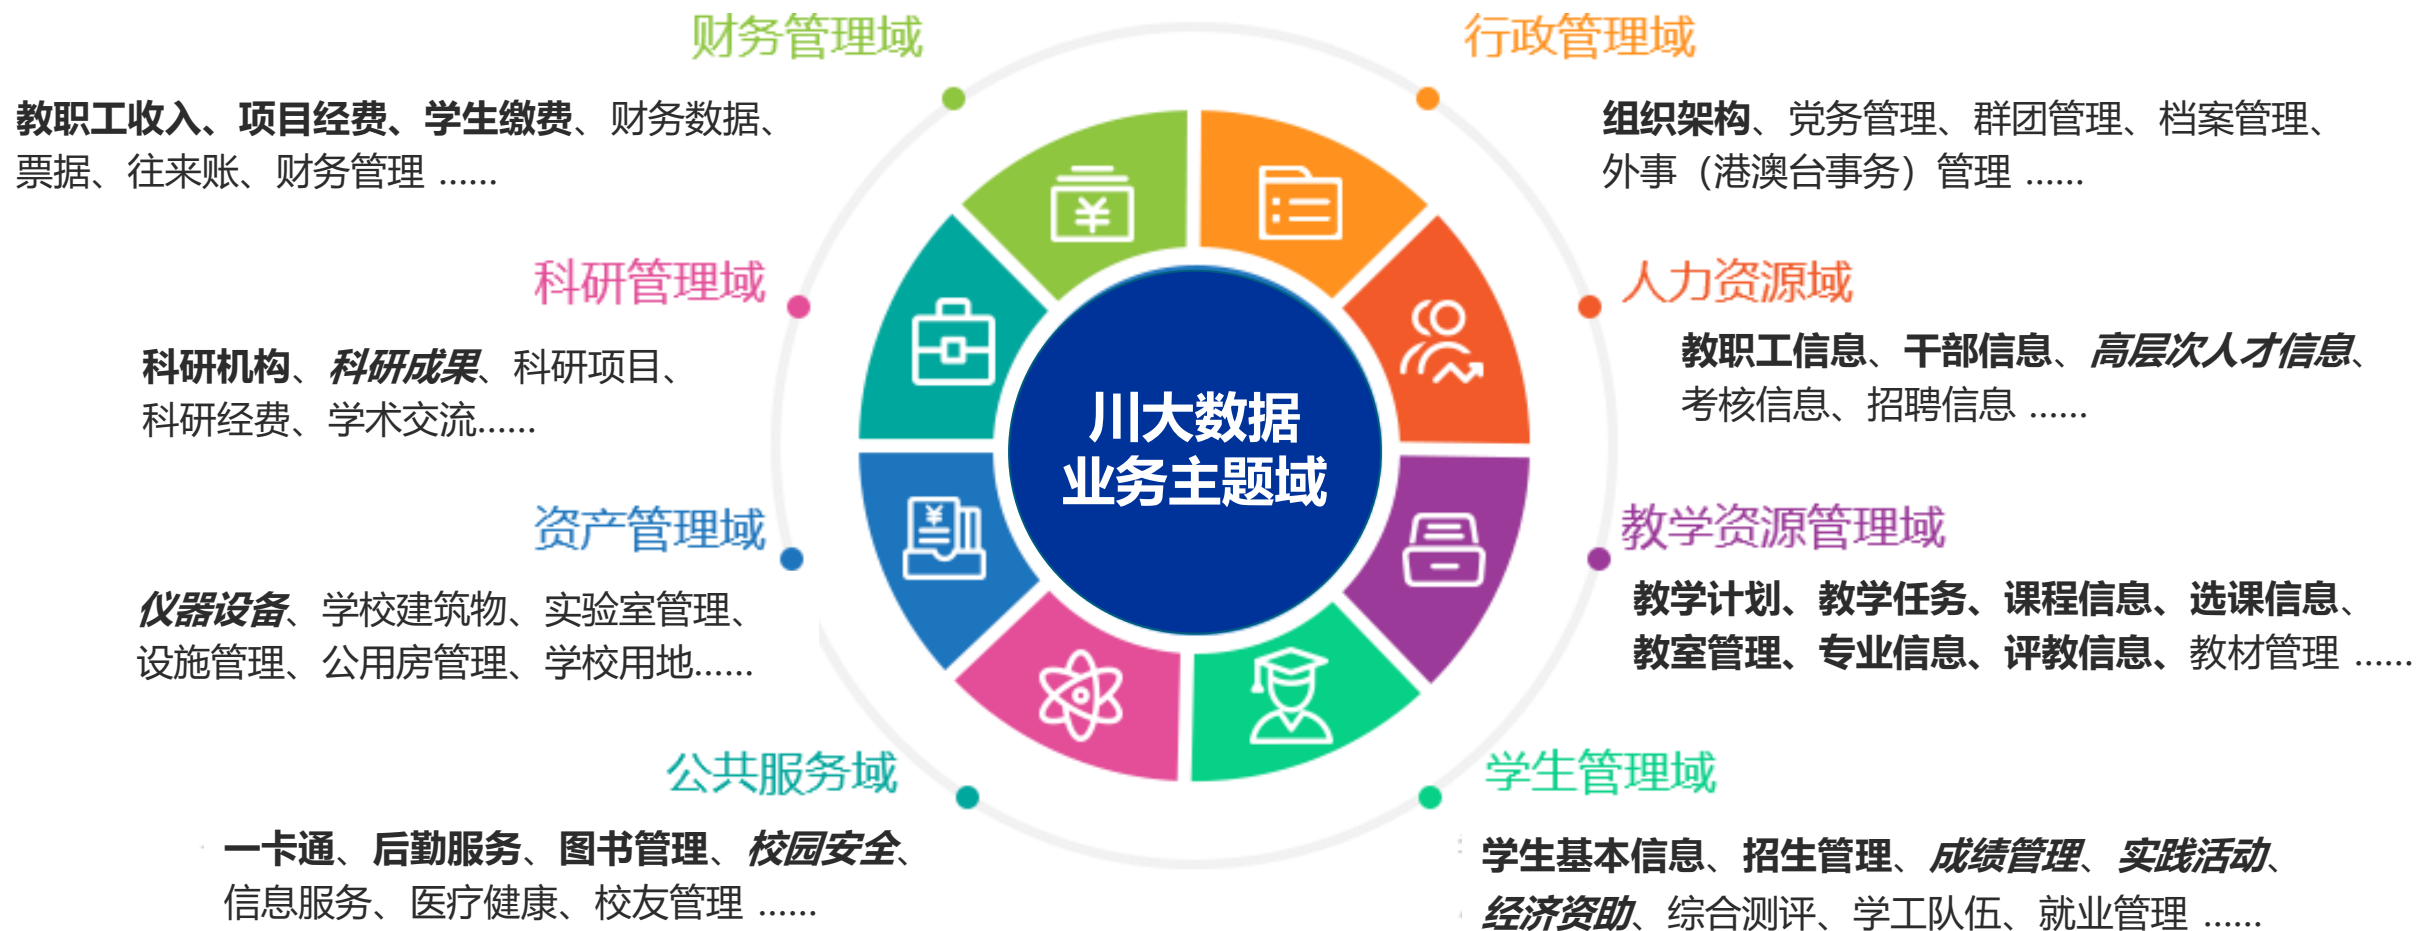 财务管理域
教职工收入、项目经费、学生缴费、财务数据、
票据、往来账、财务管理 ......
科研管理域
科研机构、科研成果、科研项目、
科研经费、学术交流......
资产管理域
仪器设备、学校建筑物、实验室管理、
设施管理、公用房管理、学校用地......
公共服务域
一卡通、后勤服务、图书管理、校园安全、
信息服务、医疗健康、校友管理 ......
川大数据
业务主题域
行政管理域
组织架构、党务管理、群团管理、档案管理、
外事（港澳台事务）管理 ......
人力资源域
教职工信息、干部信息、高层次人才信息、
考核信息、招聘信息 ......
教学资源管理域
教学计划、教学任务、课程信息、选课信息、
教室管理、专业信息、评教信息、教材管理 ......
学生管理域
学生基本信息、招生管理、成绩管理、实践活动、
经济资助、综合测评、学工队伍、就业管理 ......